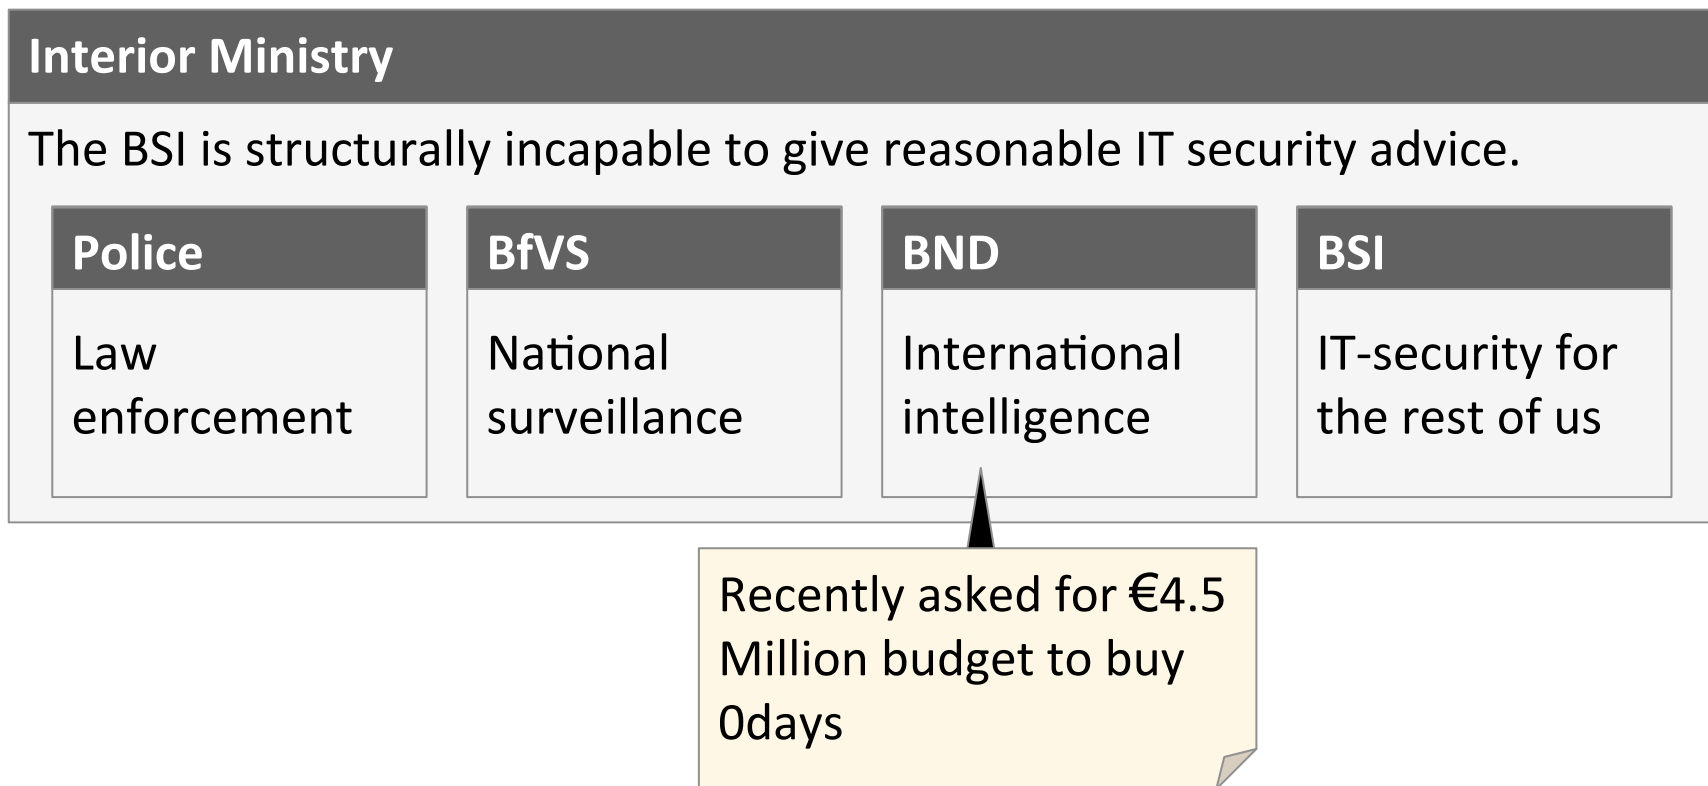 Interior Ministry
The BSI is structurally incapable to give reasonable IT security advice.
Police
Law
enforcement
BfVS
National
surveillance
BND
International
intelligence
BSI
IT-security for
the rest of us
Recently asked for €4.5
Million budget to buy
0days